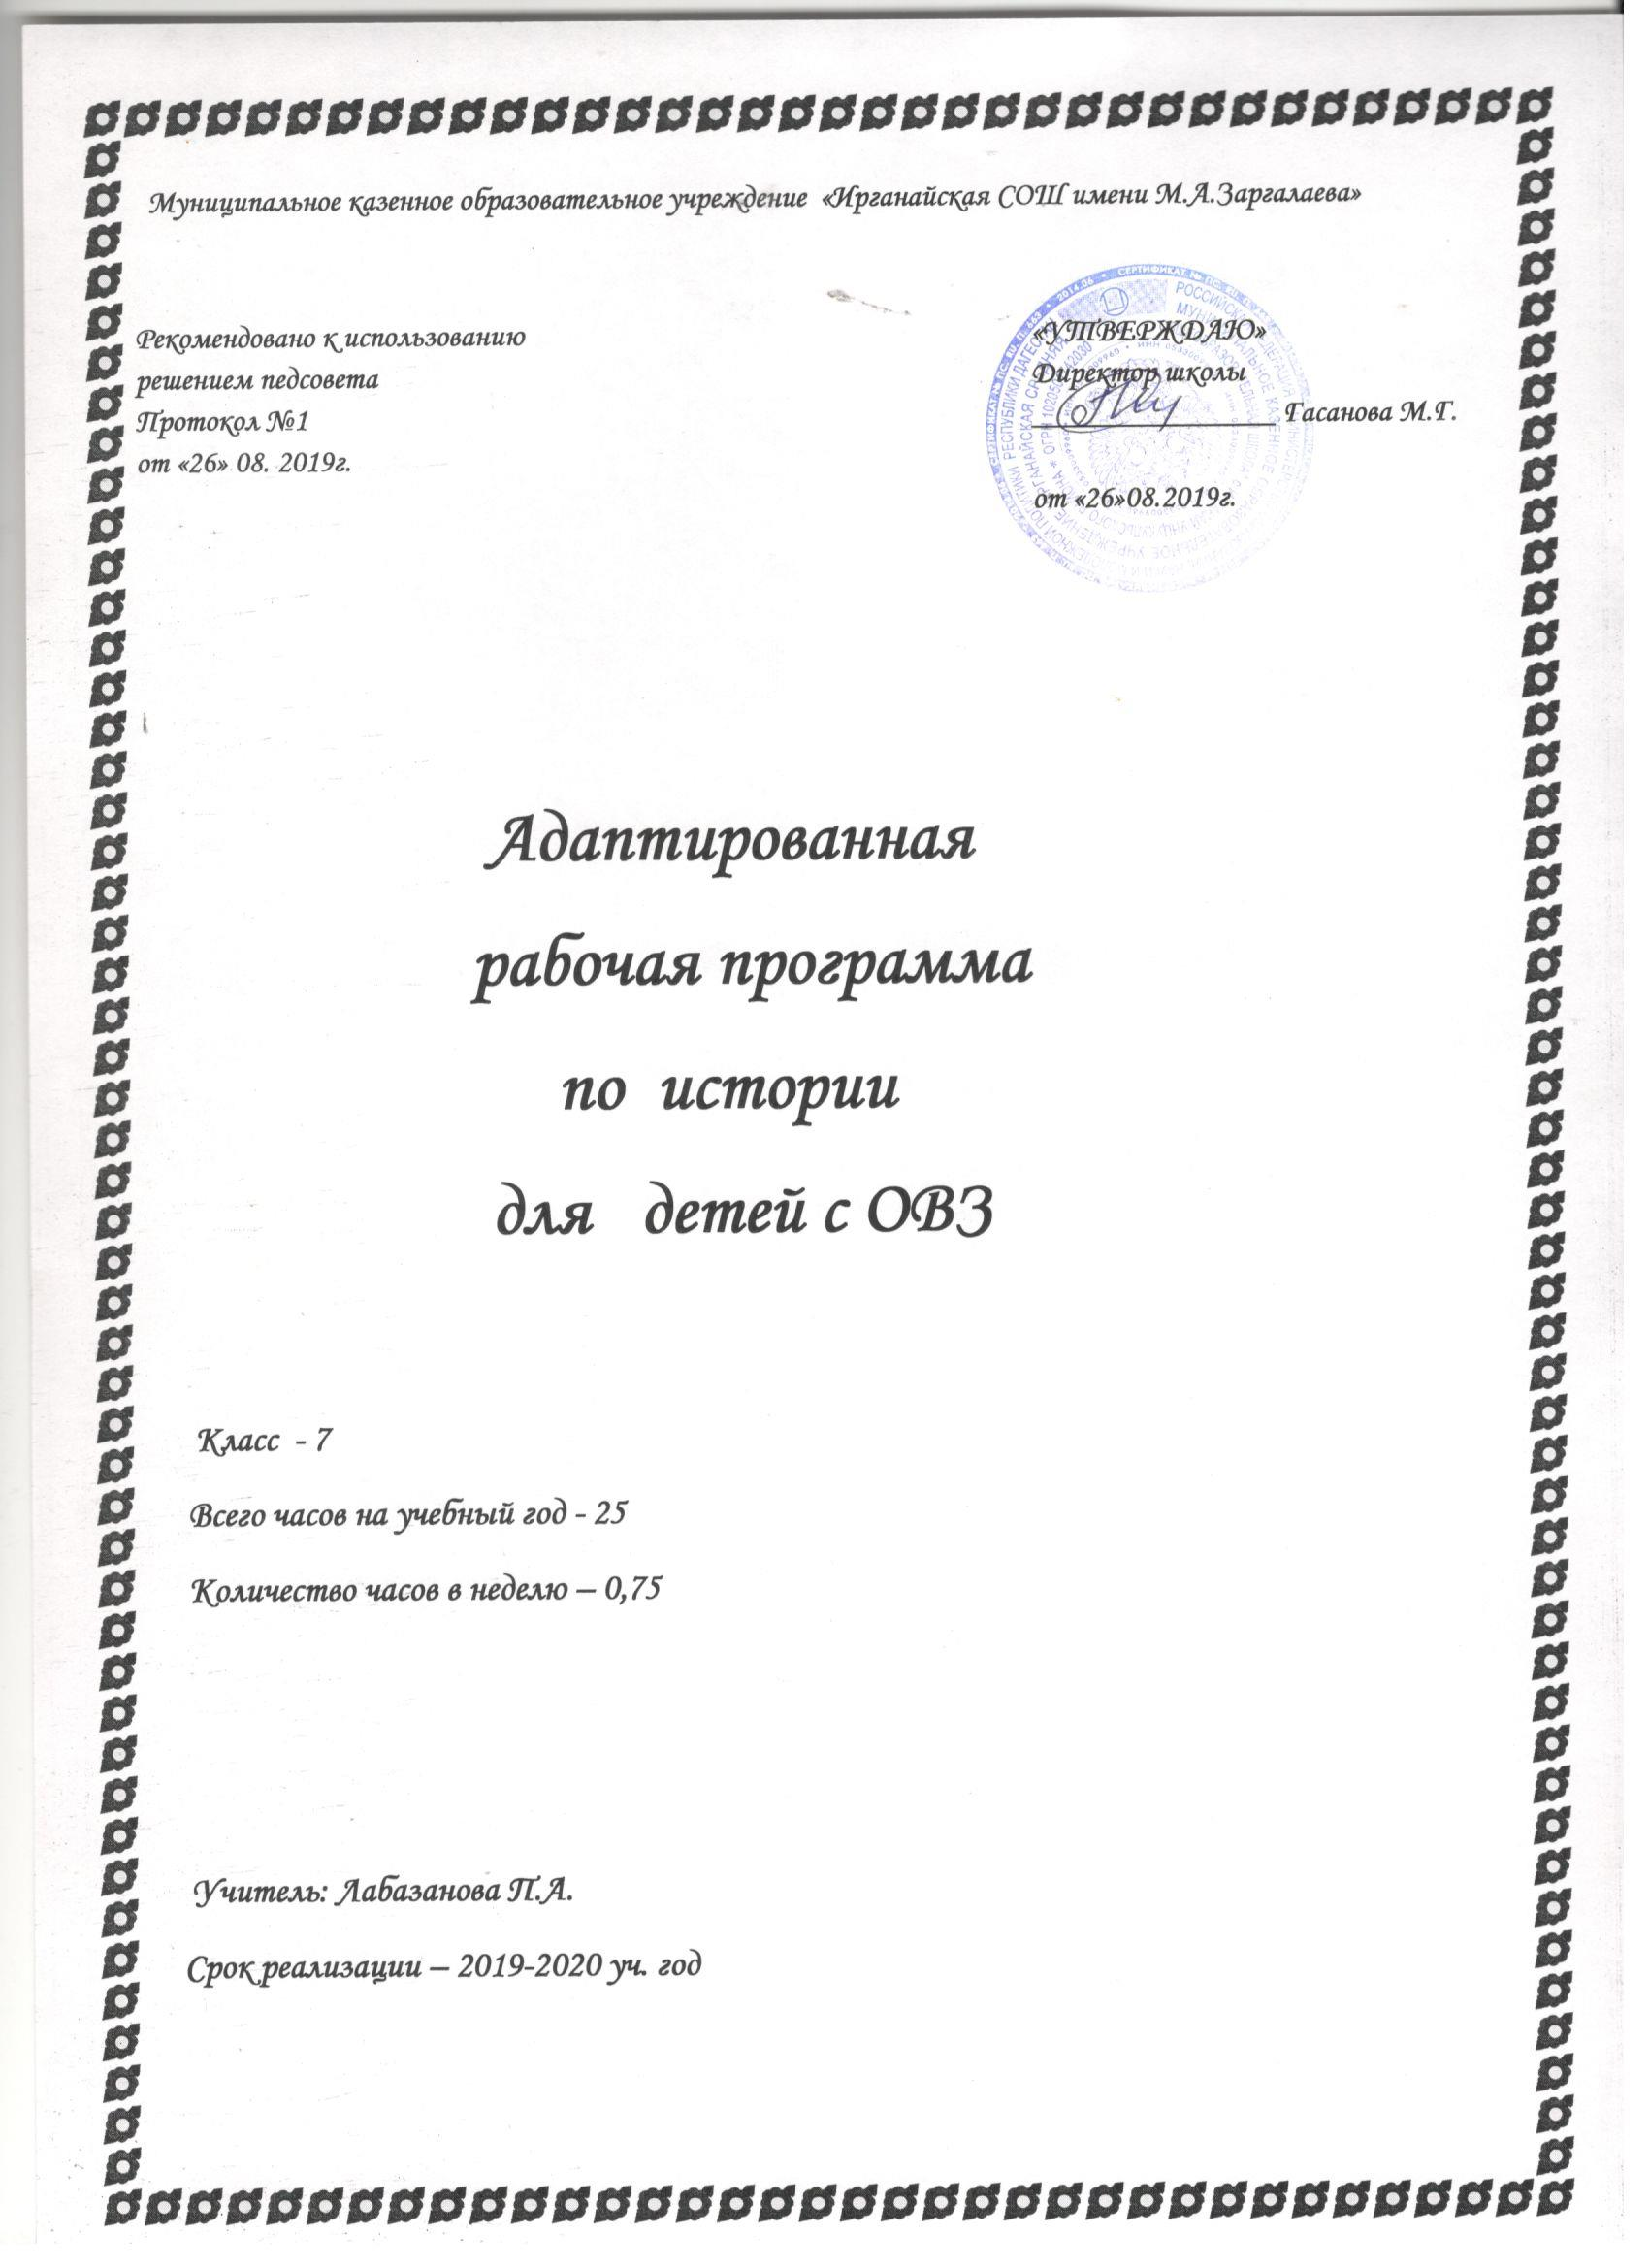 Муниципальное казенное образовательное учреждение «Ирганайская СОШ имени М.А.Заргалаева»
Рекомендовано к использованию
решением педсовета
Протокол №1
от «26» 08. 2019г.
«УТВЕРЖДАЮ»
Директор школы
Гасанова М.Г.
от «26»08.2019г.
Адаптированная
рабочая программа
по истории
для детей с ОВЗ
Класс - 7
Всего часов на учебный год - 25
Количество часов в неделю – 0,75
Учитель: Лабазанова П.А.
Срок реализации – 2019-2020 уч. год